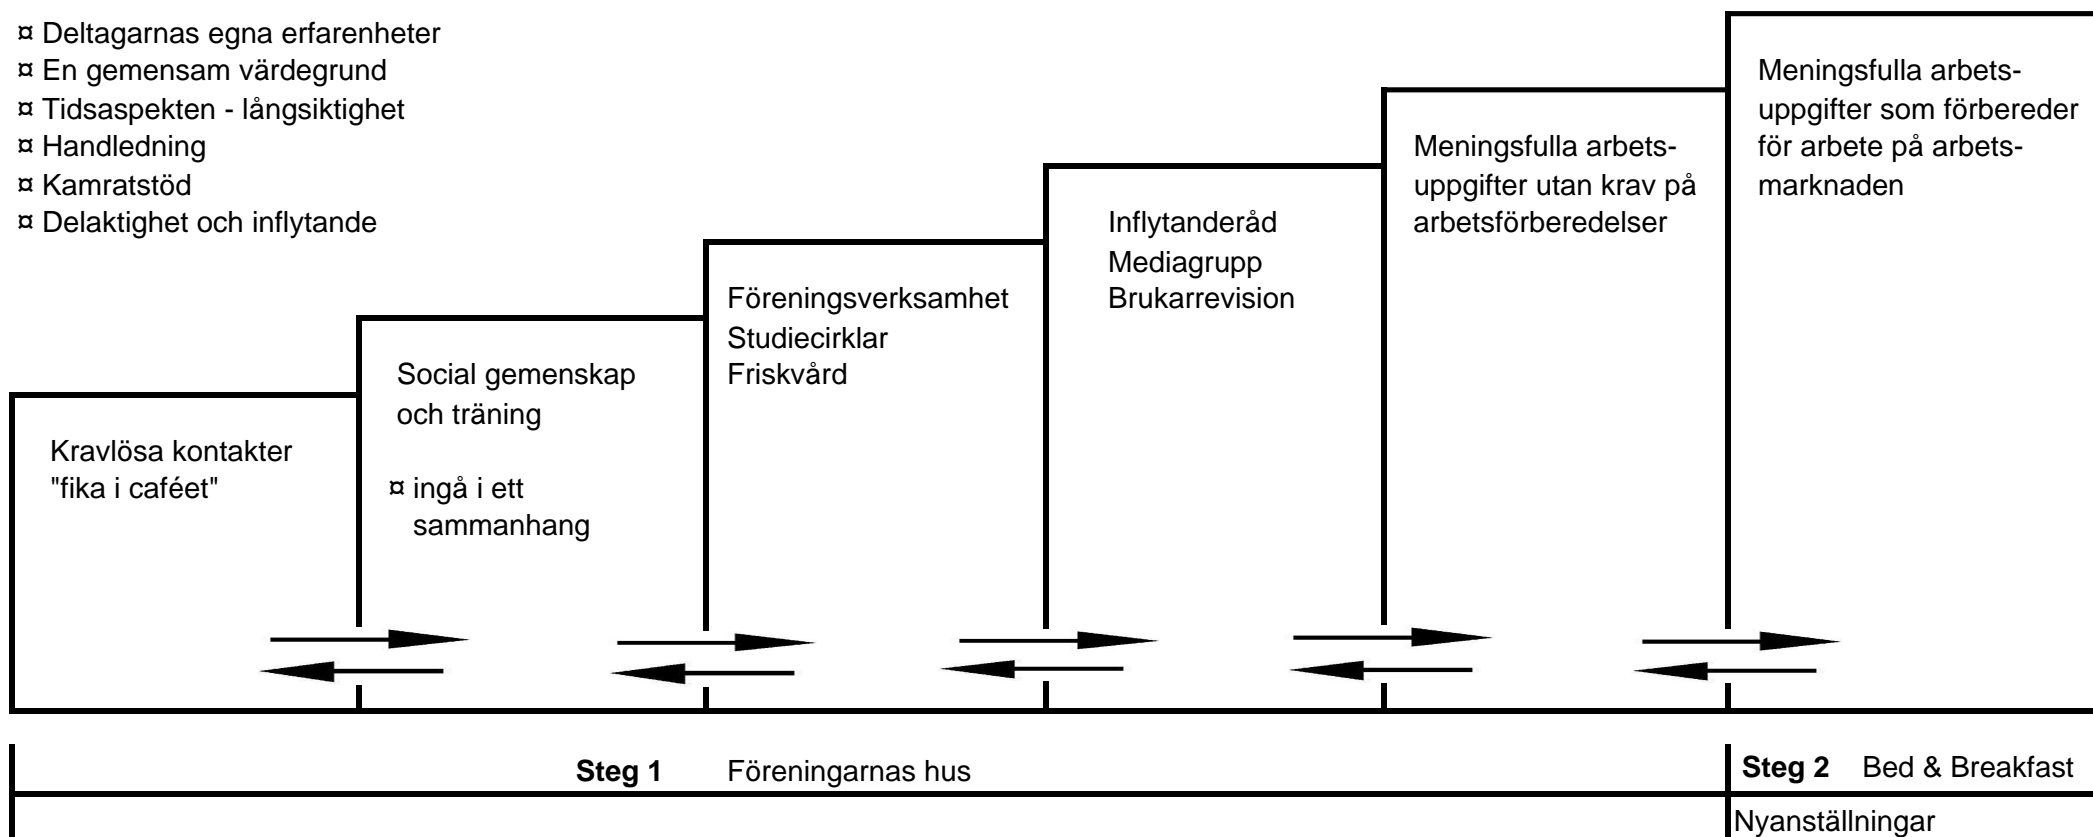 ¤ Deltagarnas egna erfarenheter
¤ En gemensam värdegrund
¤ Tidsaspekten - långsiktighet
¤ Handledning
¤ Kamratstöd
¤ Delaktighet och inflytande
Kravlösa kontakter
"fika i caféet"
Social gemenskap
och träning
¤ ingå i ett
sammanhang
Föreningsverksamhet
Studiecirklar
Friskvård
Inflytanderåd
Mediagrupp
Brukarrevision
Meningsfulla arbets-
uppgifter utan krav på
arbetsförberedelser
Meningsfulla arbets-
uppgifter som förbereder
för arbete på arbets-
marknaden
Steg 1 Föreningarnas hus
Steg 2 Bed & Breakfast
Nyanställningar